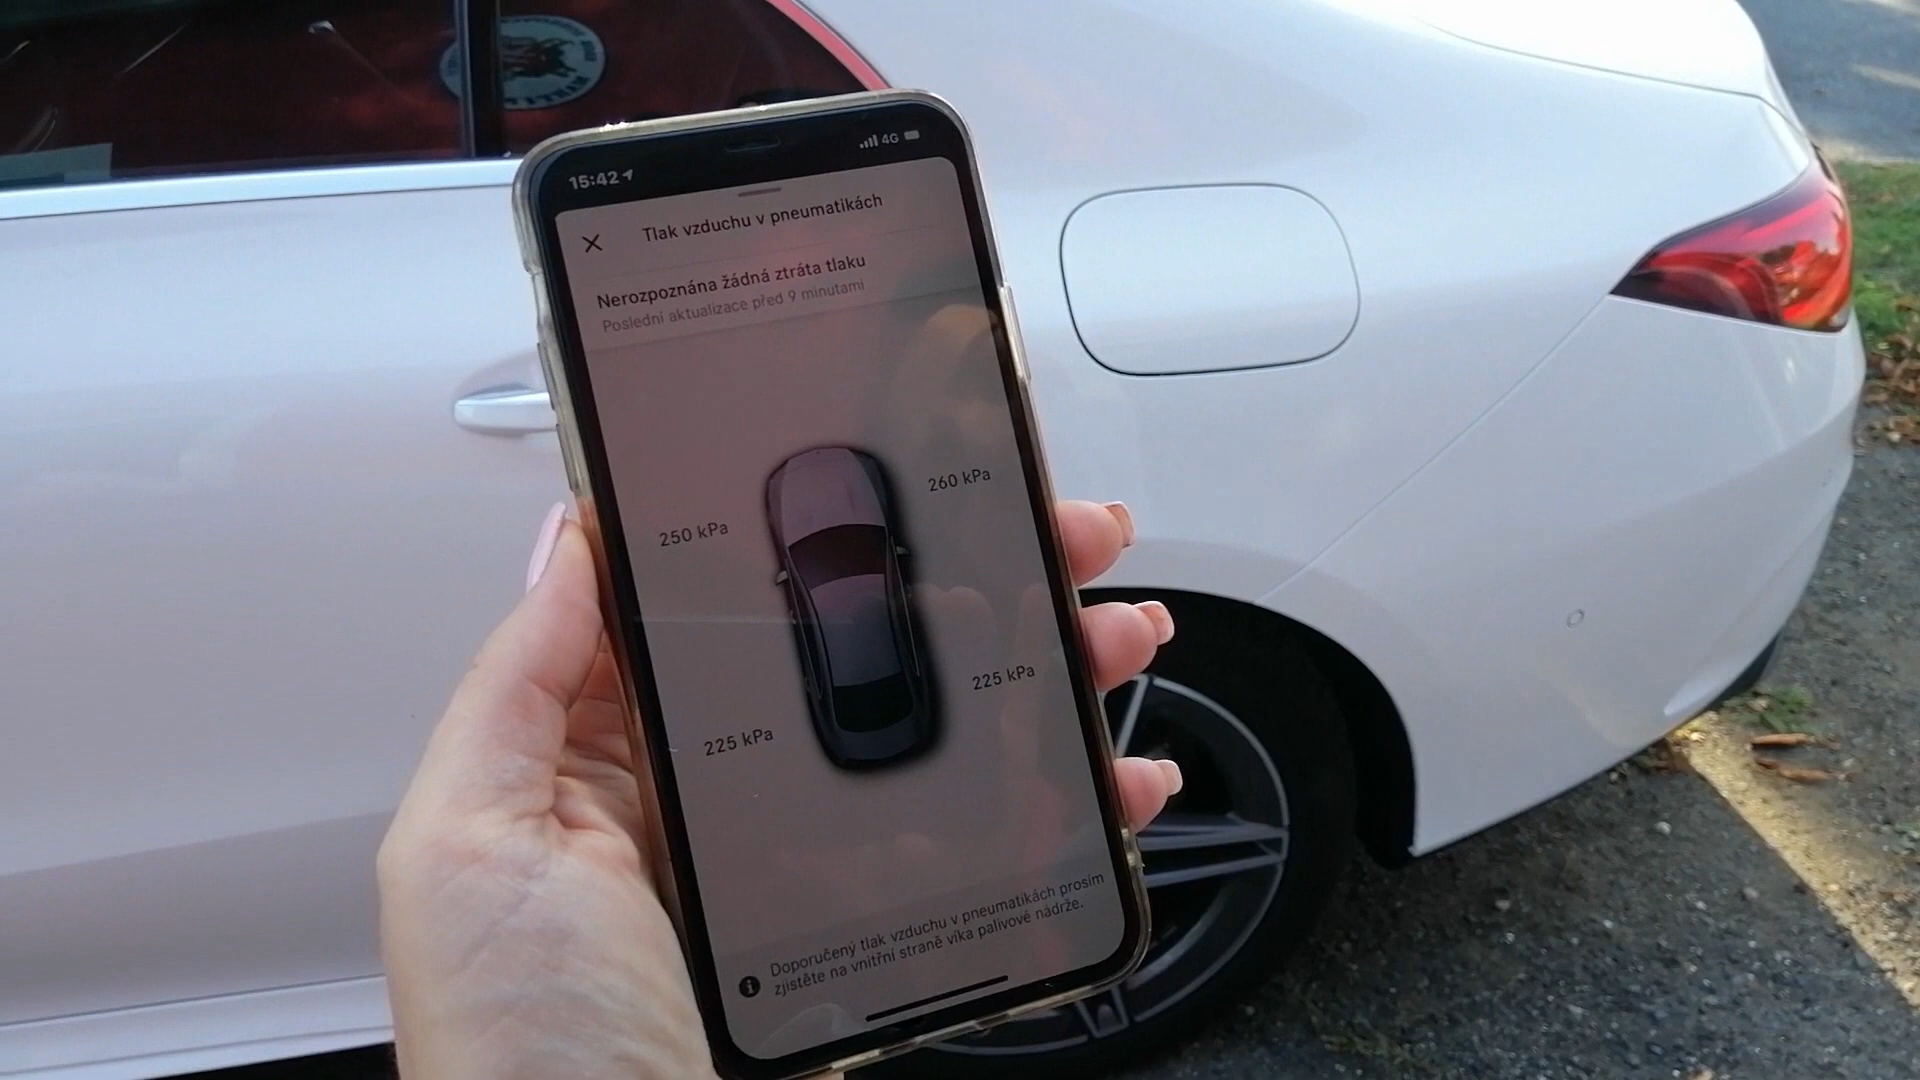 15:42
4G
Tlak vzduchu v pneumatikách
Nerozpoznána žádná ztráta tlaku
Poslední aktualizace před 9 minutami
260 kPa
250 kPa
225 kPa
225 kPa
Doporučený tlak vzduchu v pneumatikách prosím
zjistěte na vnitřní straně víka palivové nádrže.